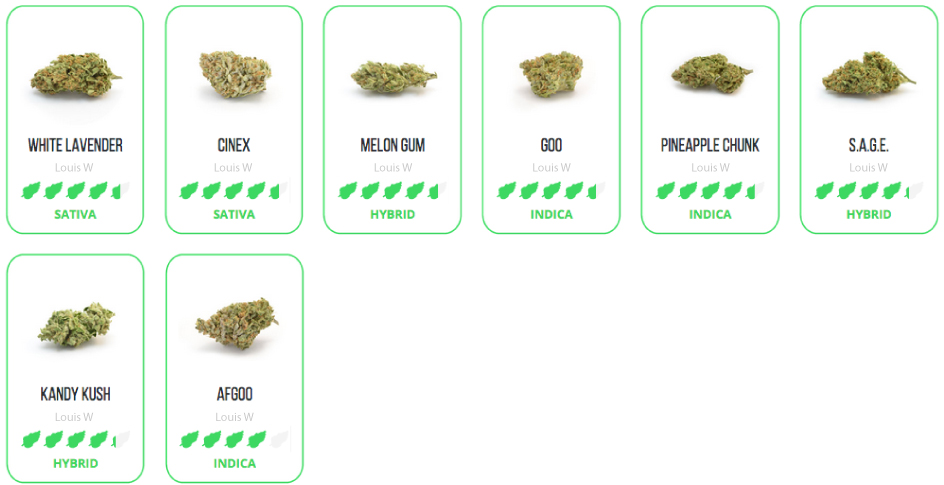 WHITE LAVENDER
Louis W
SATIVA
CINEX
Louis W
SATIVA
MELON GUM
Louis W
HYBRID
GOO
Louis W
INDICA
PINEAPPLE CHUNK
Louis W
INDICA
S.A.G.E.
Louis W
HYBRID
KANDY KUSH
Louis W
HYBRID
AFGOO
Louis W
INDICA